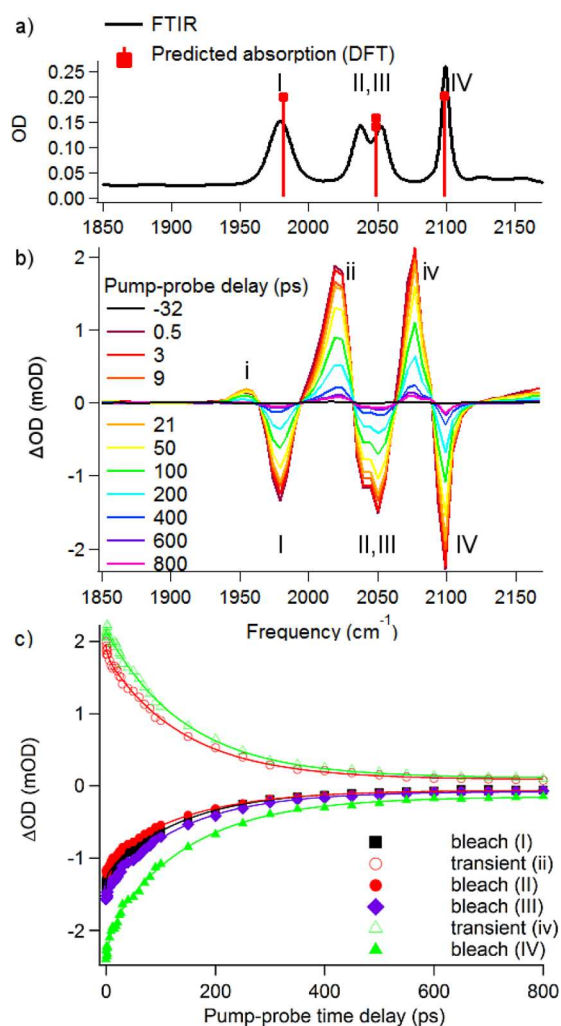 a)
FTIR
Predicted absorption (DFT)
I
II,III
IV
0.25
0.20
0.15
0.10
0.05
0.00
OD
1850 1900 1950 2000 2050 2100 2150
b)
Pump-probe delay (ps)
-32
0.5
3
9
21
50
100
200
400
600
800
i
ii
iv
I
II,III
IV
2
1
0
-1
-2
ΔOD (mOD)
1850 1900 1950 2000 2050 2100 2150
Frequency (cm⁻¹)
c)
2
1
0
-1
-2
ΔOD (mOD)
bleach (I)
transient (ii)
bleach (II)
bleach (III)
transient (iv)
bleach (IV)
0 200 400 600 800
Pump-probe time delay (ps)